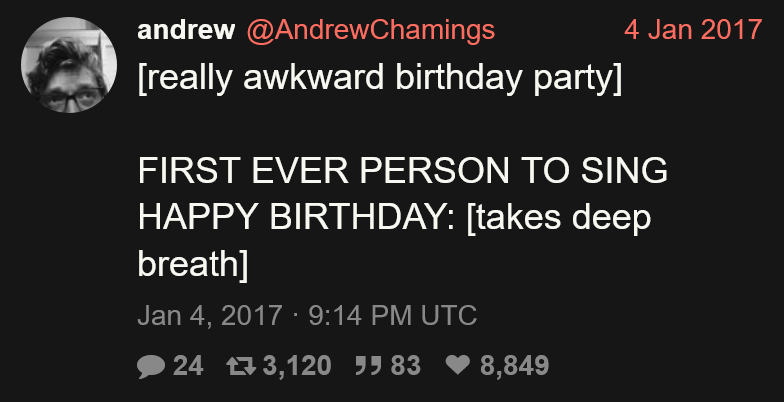 andrew @AndrewChamings 4 Jan 2017
[really awkward birthday party]
FIRST EVER PERSON TO SING
HAPPY BIRTHDAY: [takes deep
breath]
Jan 4, 2017 · 9:14 PM UTC
24 3,120 83 8,849